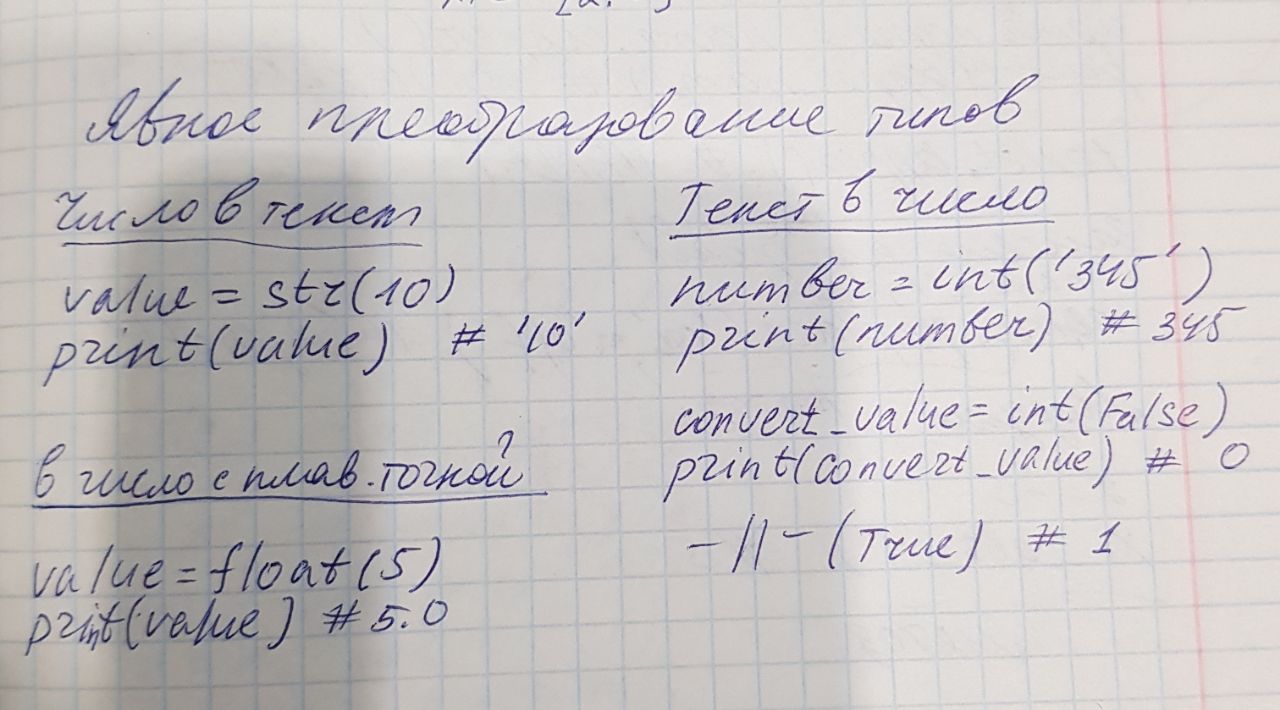 Явное преобразование типов
Число в текст
value = str(10)
print(value) # '10'
в число с плав. точкой
value = float(5)
print(value) # 5.0
Текст в число
number = int('345')
print(number) # 345
convert_value = int(False)
print(convert_value) # 0
-||- (True) # 1